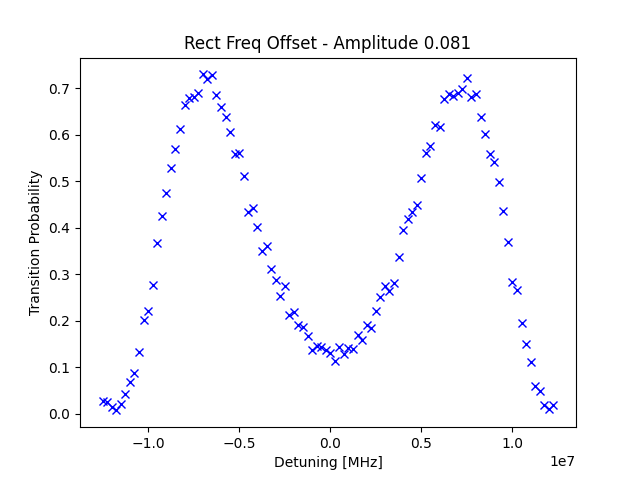 Rect Freq Offset - Amplitude 0.081
Transition Probability
0.7
0.6
0.5
0.4
0.3
0.2
0.1
0.0
−1.0 −0.5 0.0 0.5 1.0
1e7
Detuning [MHz]